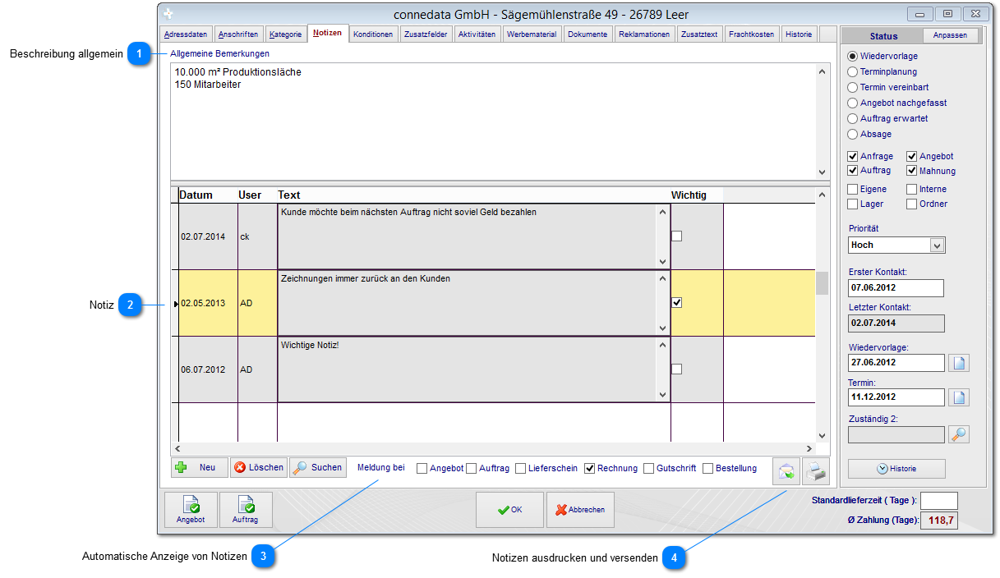 connedata GmbH - Sägemühlenstraße 49 - 26789 Leer
Adressdaten Anschriften Kategorie Notizen Konditionen Zusatzfelder Aktivitäten Werbematerial Dokumente Reklamationen Zusatztext Frachtkosten Historie
Beschreibung allgemein 1
Allgemeine Bemerkungen
10.000 m² Produktionsläche
150 Mitarbeiter
Datum User Text Wichtig
02.07.2014 ck Kunde möchte beim nächsten Auftrag nicht soviel Geld bezahlen
Notiz 2
02.05.2013 AD Zeichnungen immer zurück an den Kunden
06.07.2012 AD Wichtige Notiz!
Neu Löschen Suchen Meldung bei Angebot Auftrag Lieferschein Rechnung Gutschrift Bestellung
Status Anpassen
Wiedervorlage
Terminplanung
Termin vereinbart
Angebot nachgefasst
Auftrag erwartet
Absage
Anfrage Angebot
Auftrag Mahnung
Eigene Interne
Lager Ordner
Priorität
Hoch
Erster Kontakt:
07.06.2012
Letzter Kontakt:
02.07.2014
Wiedervorlage:
27.06.2012
Termin:
11.12.2012
Zuständig 2:
Historie
Angebot Auftrag OK Abbrechen
Standardlieferzeit ( Tage ):
Ø Zahlung (Tage): 118,7
Automatische Anzeige von Notizen 3
Notizen ausdrucken und versenden 4